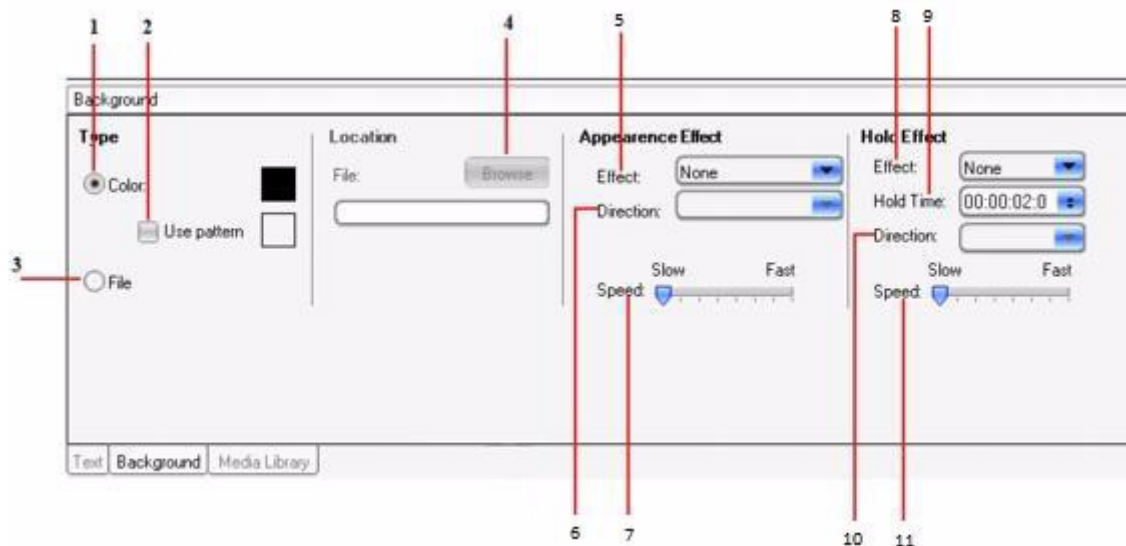 1
2
4
5
8
9
Background
Type
Color:
Use pattern
3
File
Location
File:
Browse
Appearence Effect
Effect:
None
Direction:
Slow
Fast
Speed:
Hold Effect
Effect:
None
Hold Time:
00:00:02:0
Direction:
Slow
Fast
Speed:
Text
Background
Media Library
6
7
10
11